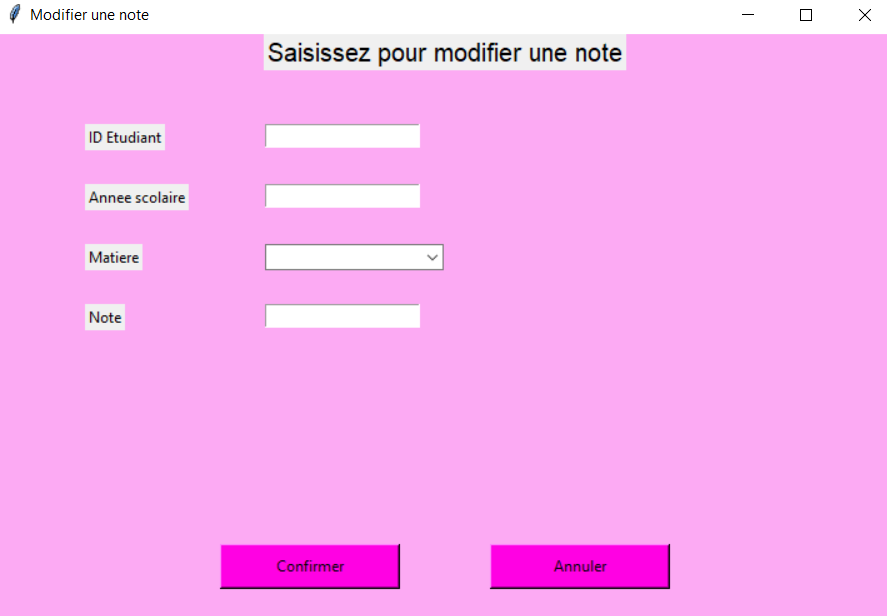 Modifier une note
Saisissez pour modifier une note
ID Etudiant
Annee scolaire
Matiere
Note
Confirmer
Annuler